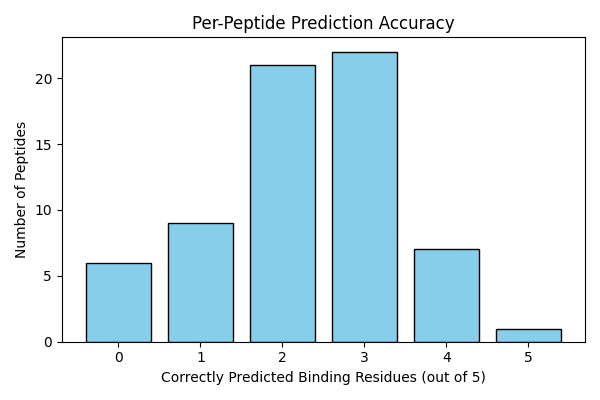 Per-Peptide Prediction Accuracy
Number of Peptides
20
15
10
5
0
0 1 2 3 4 5
Correctly Predicted Binding Residues (out of 5)